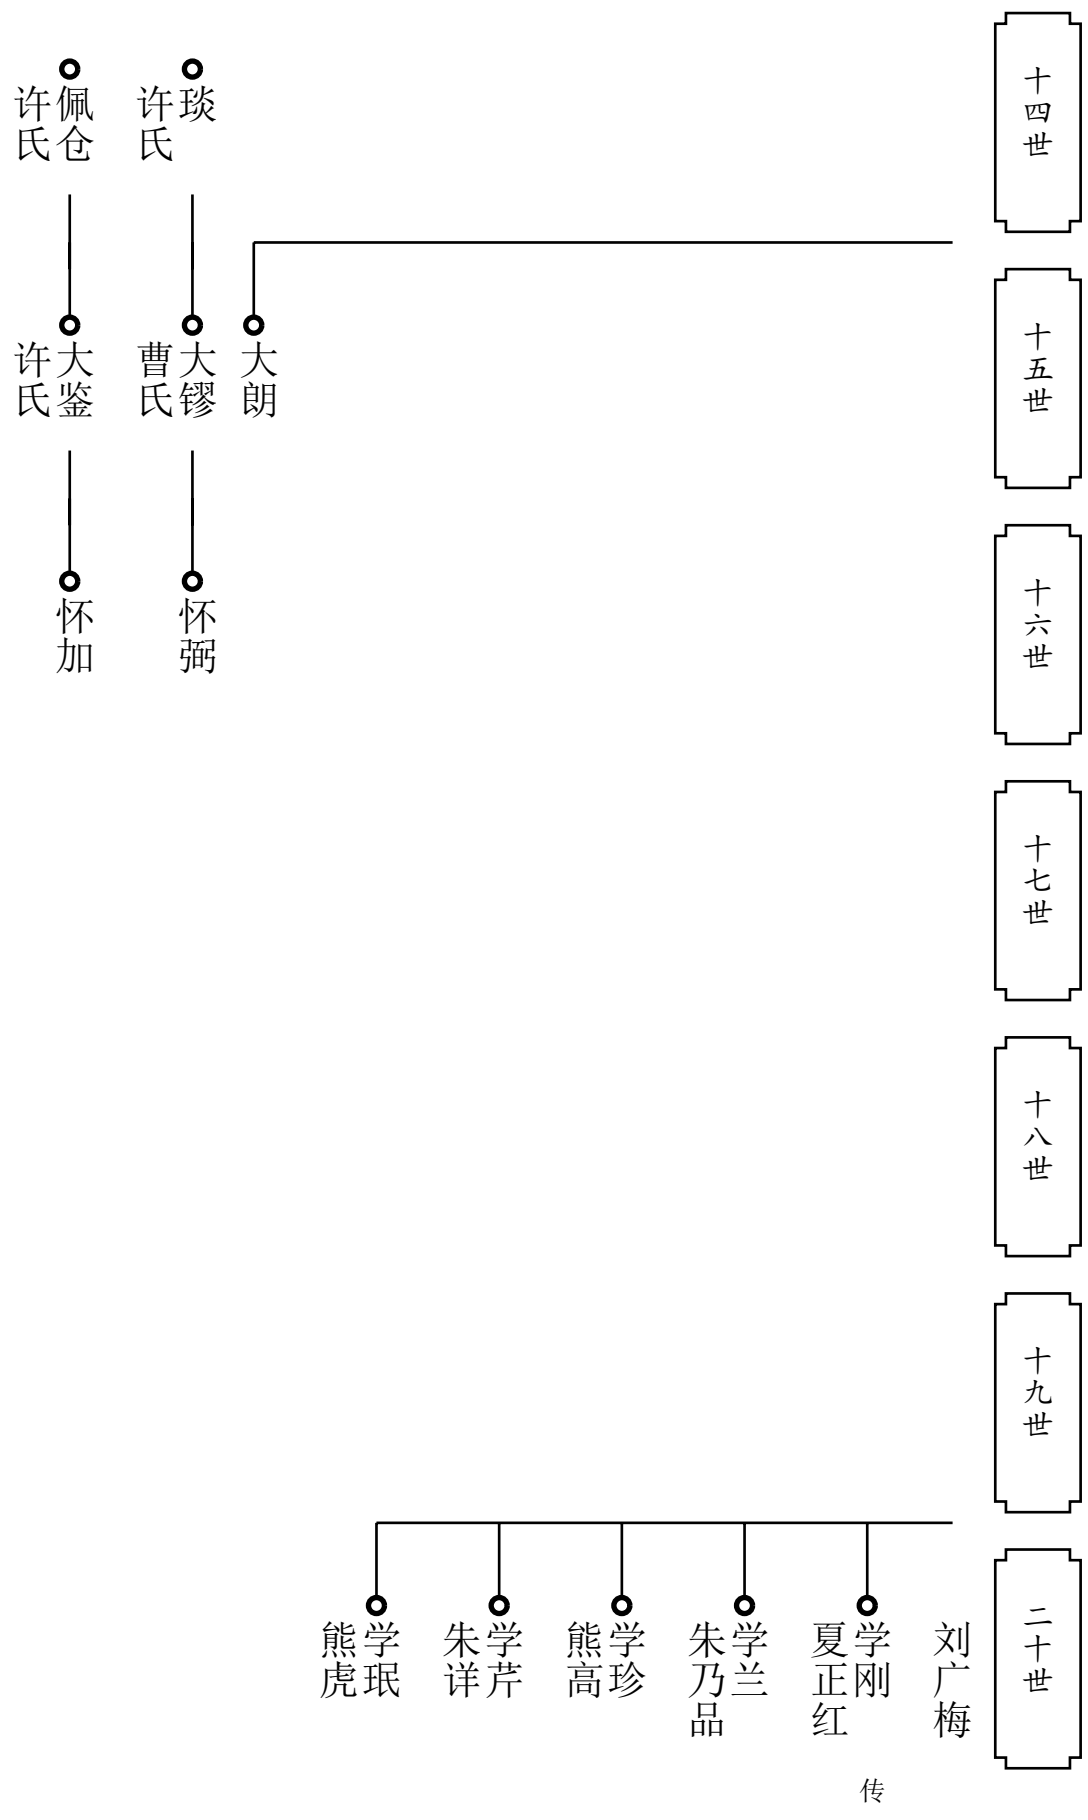 十四世
琰
许氏
佩仓
许氏
十五世
大朗
大镠
曹氏
大鉴
许氏
十六世
怀弼
怀加
十七世
十八世
十九世
二十世
刘广梅
学刚
夏正红
学兰
朱乃品
学珍
熊高
学芹
朱详
学珉
熊虎
传